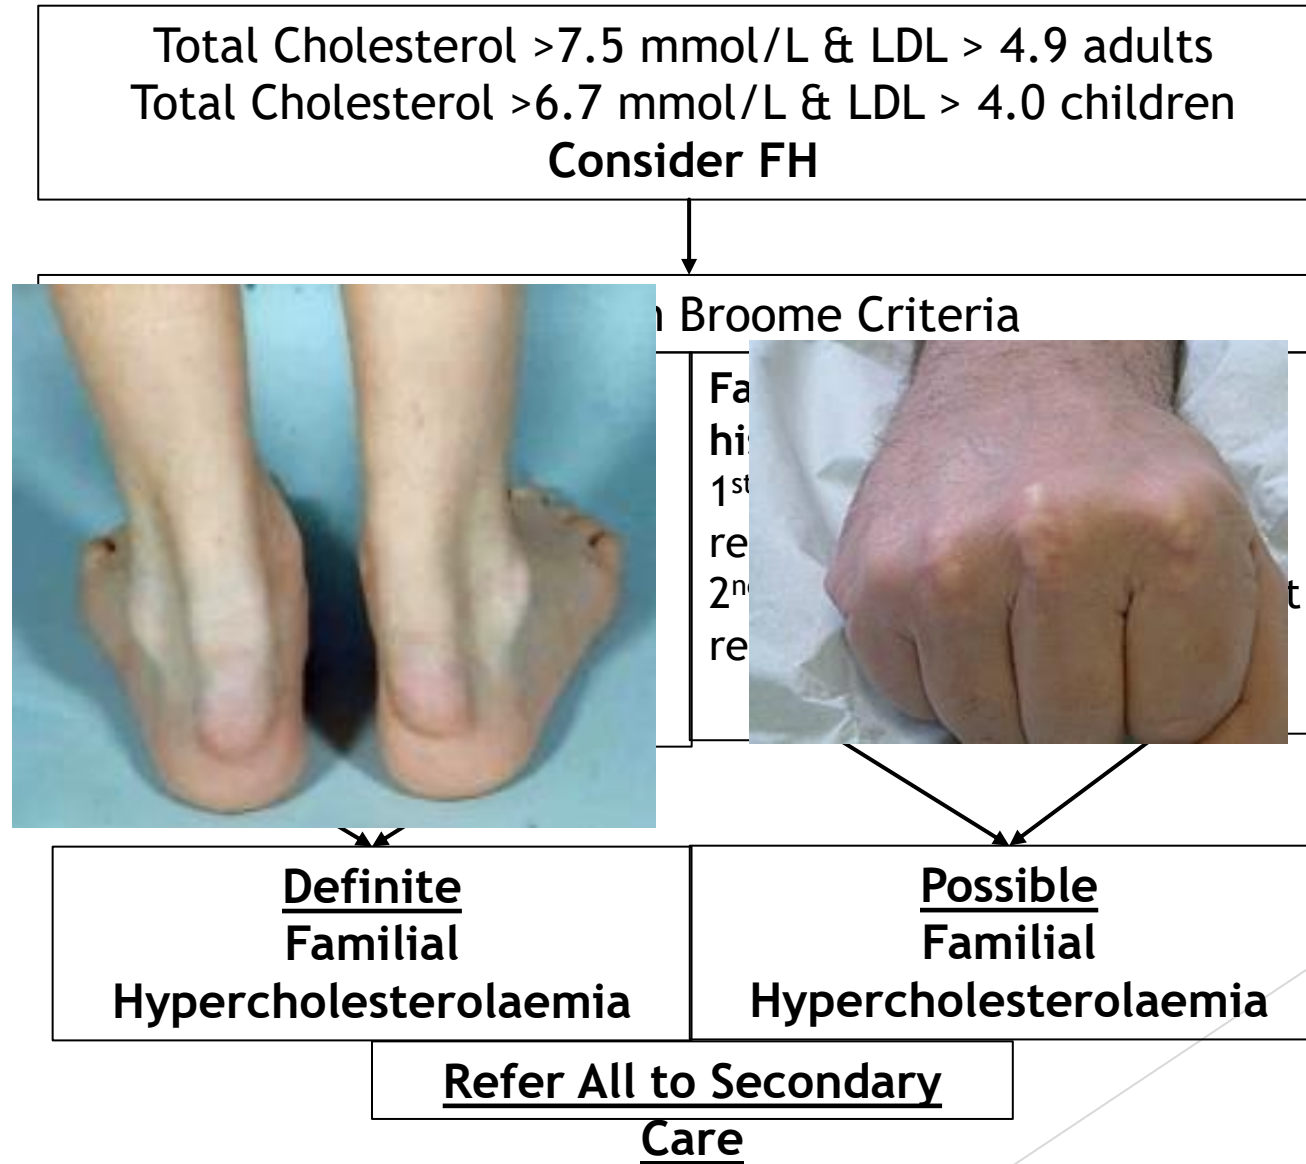 Total Cholesterol >7.5 mmol/L & LDL > 4.9 adults
Total Cholesterol >6.7 mmol/L & LDL > 4.0 children
Consider FH
Broome Criteria
Definite
Familial
Hypercholesterolaemia
Possible
Familial
Hypercholesterolaemia
Refer All to Secondary
Care